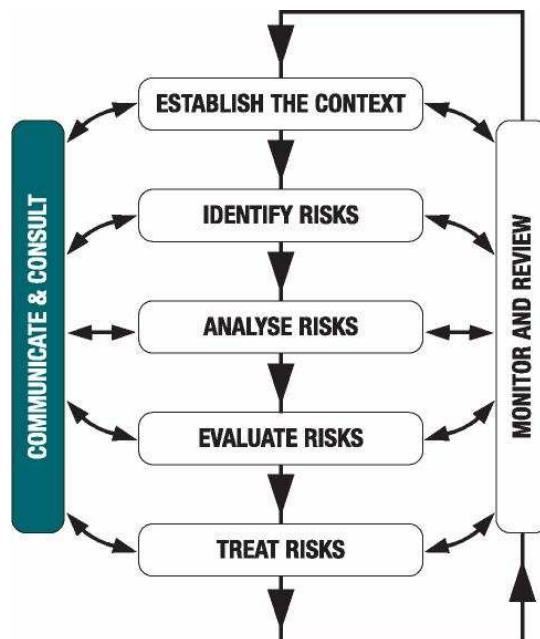 ESTABLISH THE CONTEXT
COMMUNICATE & CONSULT
IDENTIFY RISKS
ANALYSE RISKS
EVALUATE RISKS
TREAT RISKS
MONITOR AND REVIEW